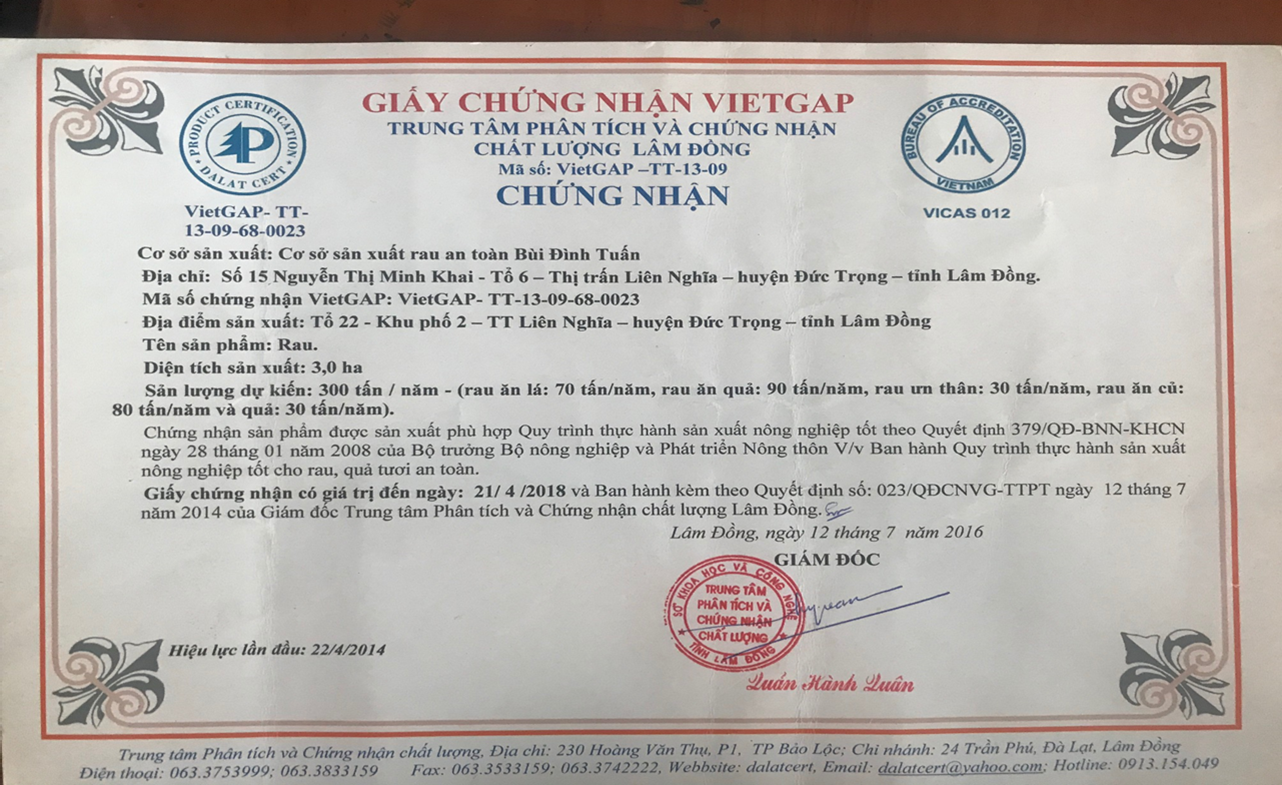 GIẤY CHỨNG NHẬN VIETGAP
TRUNG TÂM PHÂN TÍCH VÀ CHỨNG NHẬN
CHẤT LƯỢNG LÂM ĐỒNG
Mã số: VietGAP –TT-13-09
CHỨNG NHẬN
PRODUCT CERTIFICATION
P
DALAT CERT
VietGAP- TT-
13-09-68-0023
BUREAU OF ACCREDITATION
VIETNAM
VICAS 012
Cơ sở sản xuất: Cơ sở sản xuất rau an toàn Bùi Đình Tuấn
Địa chỉ: Số 15 Nguyễn Thị Minh Khai - Tổ 6 – Thị trấn Liên Nghĩa – huyện Đức Trọng – tỉnh Lâm Đồng.
Mã số chứng nhận VietGAP: VietGAP- TT-13-09-68-0023
Địa điểm sản xuất: Tổ 22 - Khu phố 2 – TT Liên Nghĩa – huyện Đức Trọng – tỉnh Lâm Đồng
Tên sản phẩm: Rau.
Diện tích sản xuất: 3,0 ha
Sản lượng dự kiến: 300 tấn / năm - (rau ăn lá: 70 tấn/năm, rau ăn quả: 90 tấn/năm, rau ưn thân: 30 tấn/năm, rau ăn củ:
80 tấn/năm và quả: 30 tấn/năm).
Chứng nhận sản phẩm được sản xuất phù hợp Quy trình thực hành sản xuất nông nghiệp tốt theo Quyết định 379/QĐ-BNN-KHCN
ngày 28 tháng 01 năm 2008 của Bộ trưởng Bộ nông nghiệp và Phát triển Nông thôn V/v Ban hành Quy trình thực hành sản xuất
nông nghiệp tốt cho rau, quả tươi an toàn.
Giấy chứng nhận có giá trị đến ngày: 21/ 4 /2018 và Ban hành kèm theo Quyết định số: 023/QĐCNVG-TTPT ngày 12 tháng 7
năm 2014 của Giám đốc Trung tâm Phân tích và Chứng nhận chất lượng Lâm Đồng.
Lâm Đồng, ngày 12 tháng 7 năm 2016
GIÁM ĐỐC
SỞ KHOA HỌC VÀ CÔNG NGHỆ
TRUNG TÂM
PHÂN TÍCH VÀ
CHỨNG NHẬN
CHẤT LƯỢNG
TỈNH LÂM ĐỒNG
Hiệu lực lần đầu: 22/4/2014
Quán Hành Quân
Trung tâm Phân tích và Chứng nhận chất lượng, Địa chỉ: 230 Hoàng Văn Thụ, P1, TP Bảo Lộc; Chi nhánh: 24 Trần Phú, Đà Lạt, Lâm Đồng
Điện thoại: 063.3753999; 063.3833159 Fax: 063.3533159; 063.3742222, Webbsite: dalatcert, Email: dalatcert@yahoo.com; Hotline: 0913.154.049